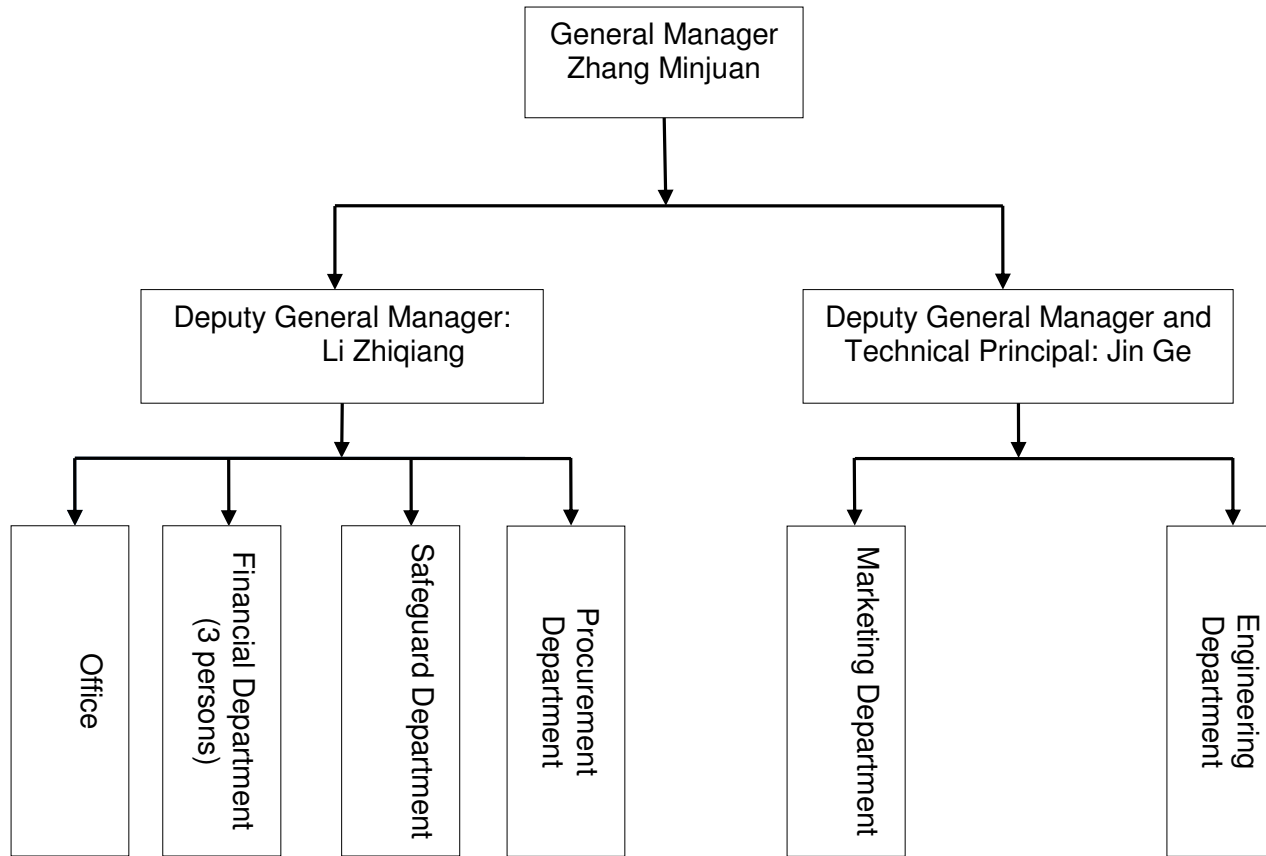 General Manager
Zhang Minjuan
Deputy General Manager:
Li Zhiqiang
Deputy General Manager and
Technical Principal: Jin Ge
Office
Financial Department
(3 persons)
Safeguard Department
Procurement
Department
Marketing Department
Engineering
Department